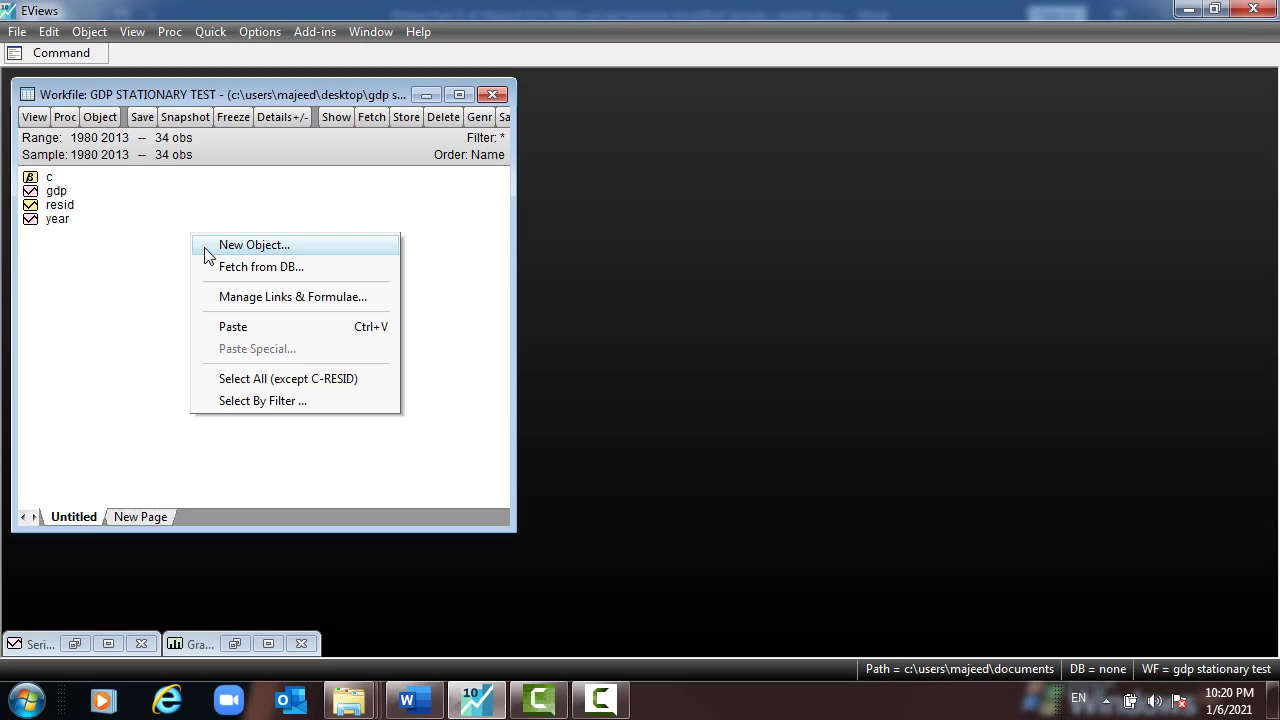 EViews
File Edit Object View Proc Quick Options Add-ins Window Help
Command
Workfile: GDP STATIONARY TEST - (c:\users\majeed\desktop\gdp s...
View Proc Object Save Snapshot Freeze Details+/- Show Fetch Store Delete Genr Sa
Range: 1980 2013 -- 34 obs Filter: *
Sample: 1980 2013 -- 34 obs Order: Name
β c
gdp
resid
year
New Object...
Fetch from DB...
Manage Links & Formulae...
Paste Ctrl+V
Paste Special...
Select All (except C-RESID)
Select By Filter ...
Untitled New Page
Seri... Gra...
Path = c:\users\majeed\documents DB = none WF = gdp stationary test
10
EN 10:20 PM
1/6/2021